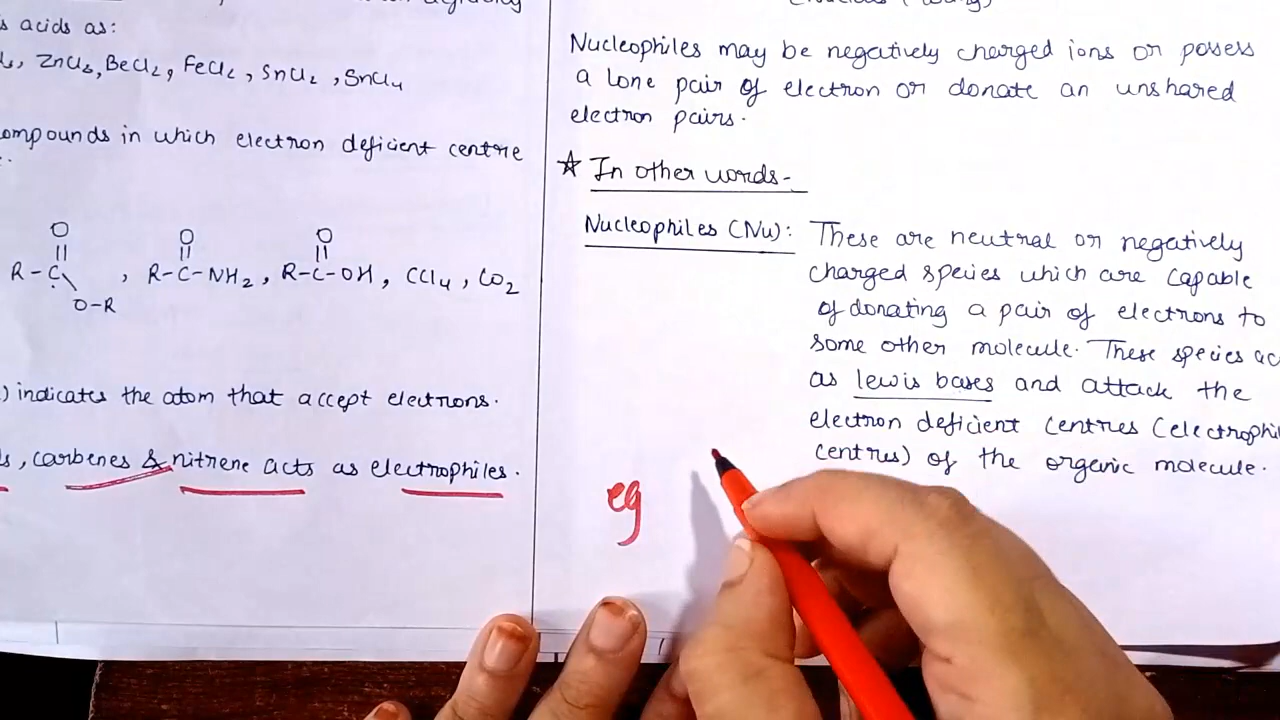 s acids as:
ZnCl3, BeCl2, FeCl2, SnCl2, SnCl4
ompounds in which electron deficient centre
O O O
|| || ||
R-C , R-C-NH2, R-C-OH, CCl4, CO2
O-R
) indicates the atom that accept electrons.
s, carbenes & nitrene acts as electrophiles.
Nucleophiles may be negatively charged ions or posess
a lone pair of electron or donate an unshared
electron pairs.
☆ In other words-
Nucleophiles (Nu): These are neutral or negatively
charged species which are capable
of donating a pair of electrons to
some other molecule. These species ac
as lewis bases and attack the
electron deficient centres (electrophil
centres) of the orgenic molecule.
eg